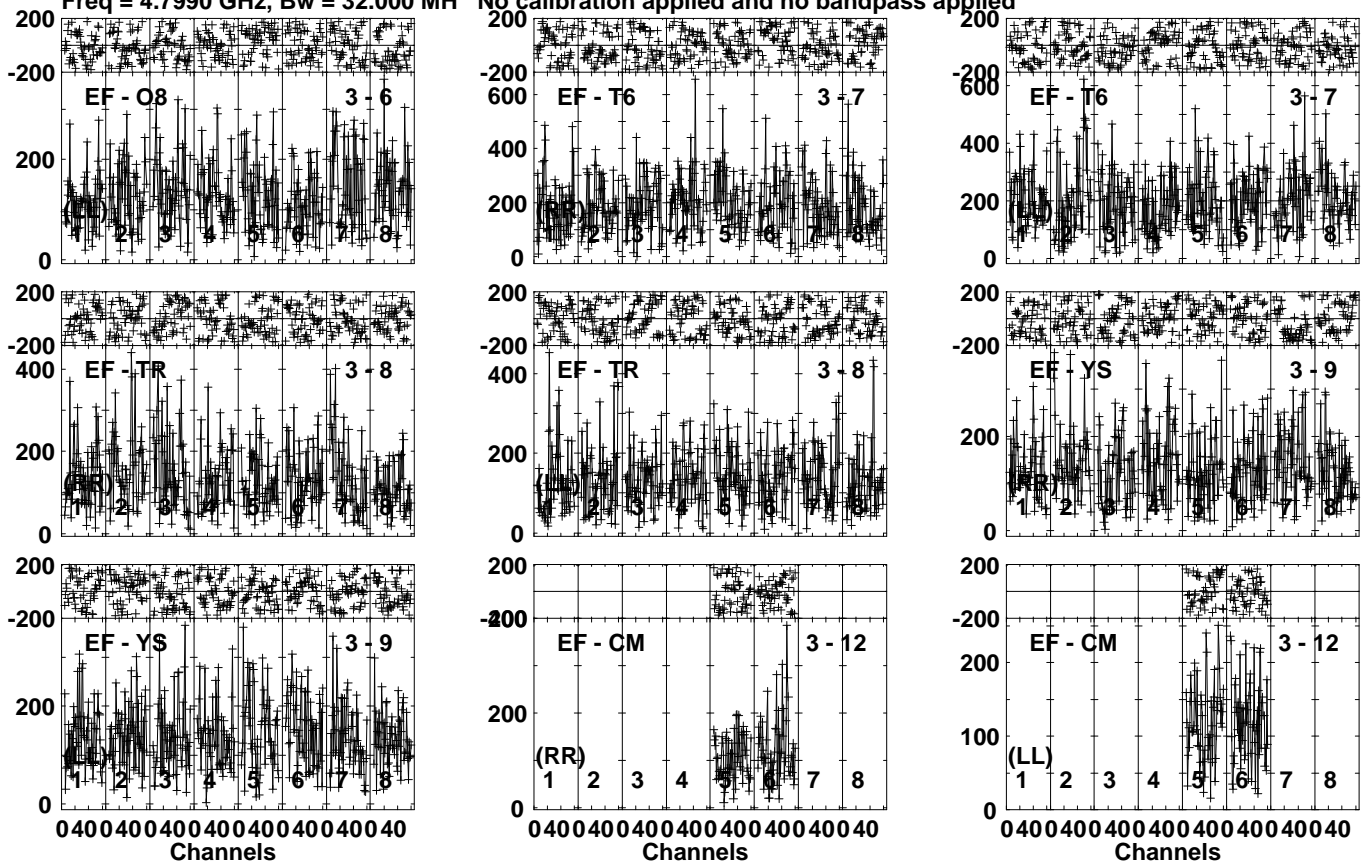 Freq = 4.7990 GHz, Bw = 32.000 MH No calibration applied and no bandpass applied
200 200 200
-200 -200 -200
EF - O8 3 - 6 600 EF - T6 3 - 7 600 EF - T6 3 - 7
400 400
200 200 200
(LL) (RR) (LL)
1 2 3 4 5 6 7 8 1 2 3 4 5 6 7 8 1 2 3 4 5 6 7 8
0 0 0
200 200 200
-200 -200 -200
400 EF - TR 3 - 8 400 EF - TR 3 - 8 EF - YS 3 - 9
200 200 200
(RR) (LL) (RR)
1 2 3 4 5 6 7 8 1 2 3 4 5 6 7 8 1 2 3 4 5 6 7 8
0 0 0
200 200 200
-200 -200 -200
400
EF - YS 3 - 9 EF - CM 3 - 12 EF - CM 3 - 12
200 200 200
100
(LL) (RR) (LL)
1 2 3 4 5 6 7 8 1 2 3 4 5 6 7 8 1 2 3 4 5 6 7 8
0 0 0
0 40 0 40 0 40 0 40 0 40 0 40 0 40 0 40 0 40 0 40 0 40 0 40 0 40 0 40 0 40 0 40 0 40 0 40 0 40 0 40 0 40 0 40 0 40 0 40
Channels Channels Channels